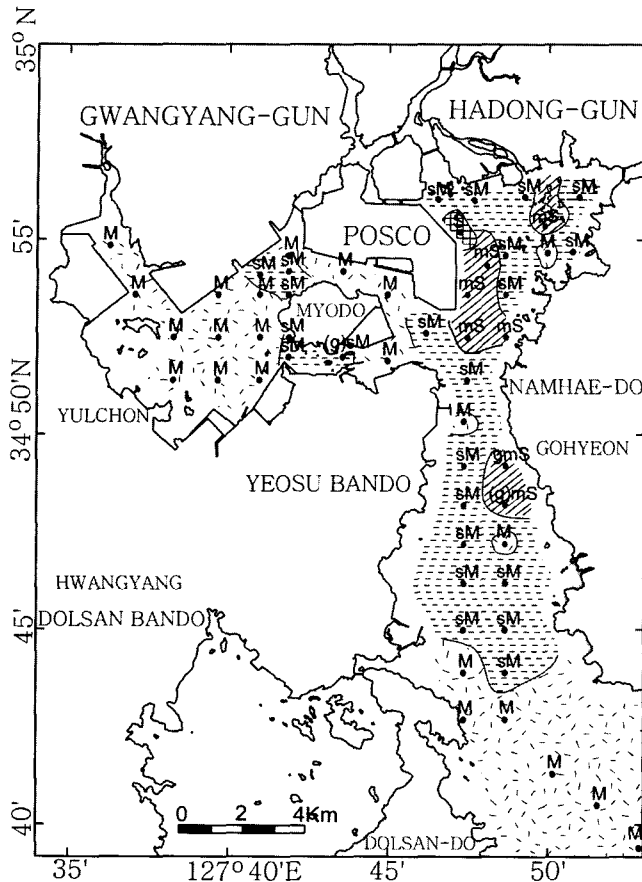 35° N
GWANGYANG-GUN HADONG-GUN
sM sM sM sM
S mS
55' M POSCO sM M sM
M mS
sM sM M
M M M sM M mS sM
MYODO
M M M sM sM mS mS
sM (g)sM
M M M M sM NAMHAE-DO
34° 50'N YULCHON M
GOHYEON
YEOSU BANDO sM gmS
sM (g)mS
sM M
HWANGYANG sM sM
DOLSAN BANDO
45' sM sM
M sM
M M
M
M
0 2 4Km
40' DOLSAN-DO M
35' 127° 40'E 45' 50'